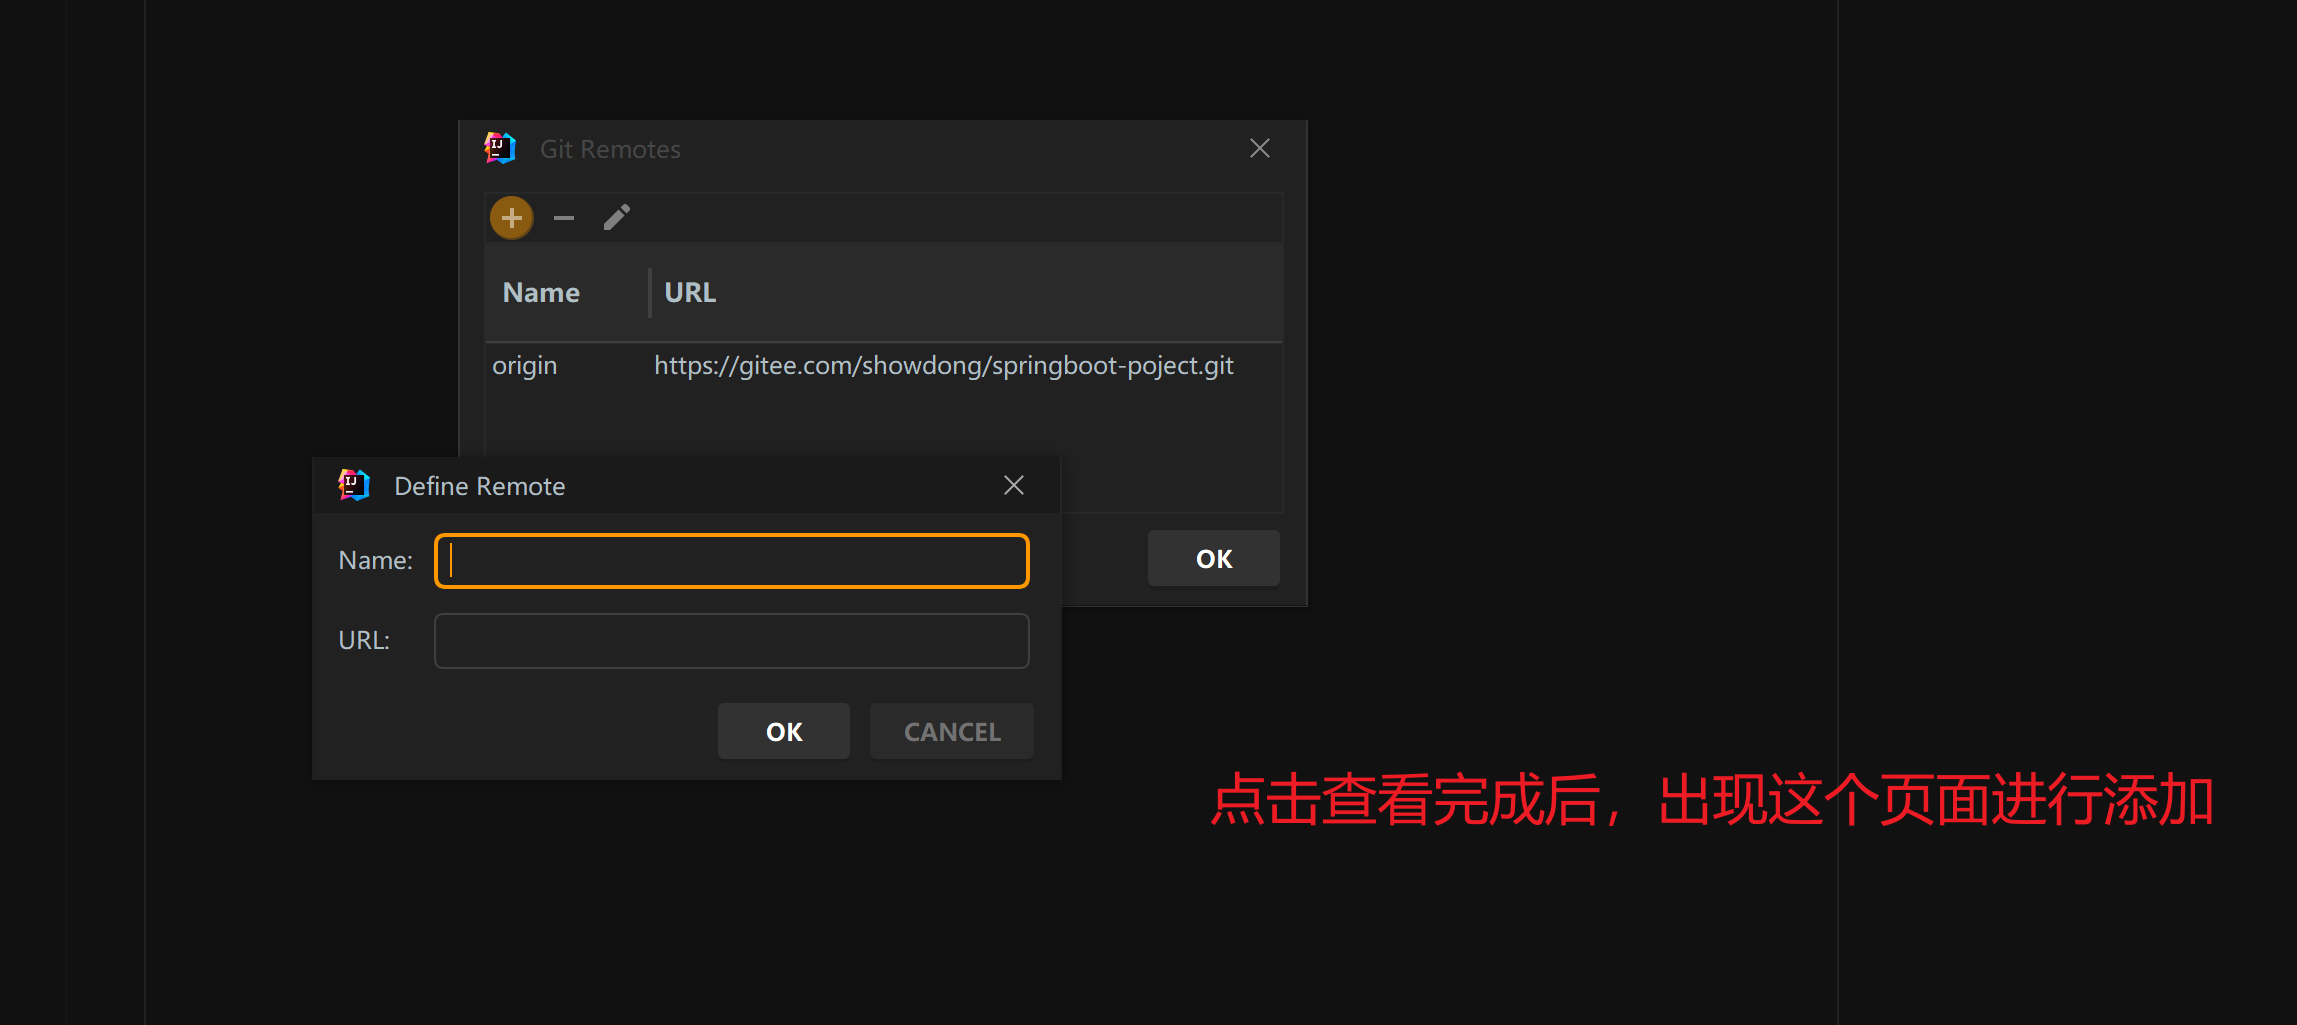 Git Remotes
Name URL
origin https://gitee.com/showdong/springboot-poject.git
OK
Define Remote
Name:
URL:
OK CANCEL
点击查看完成后，出现这个页面进行添加